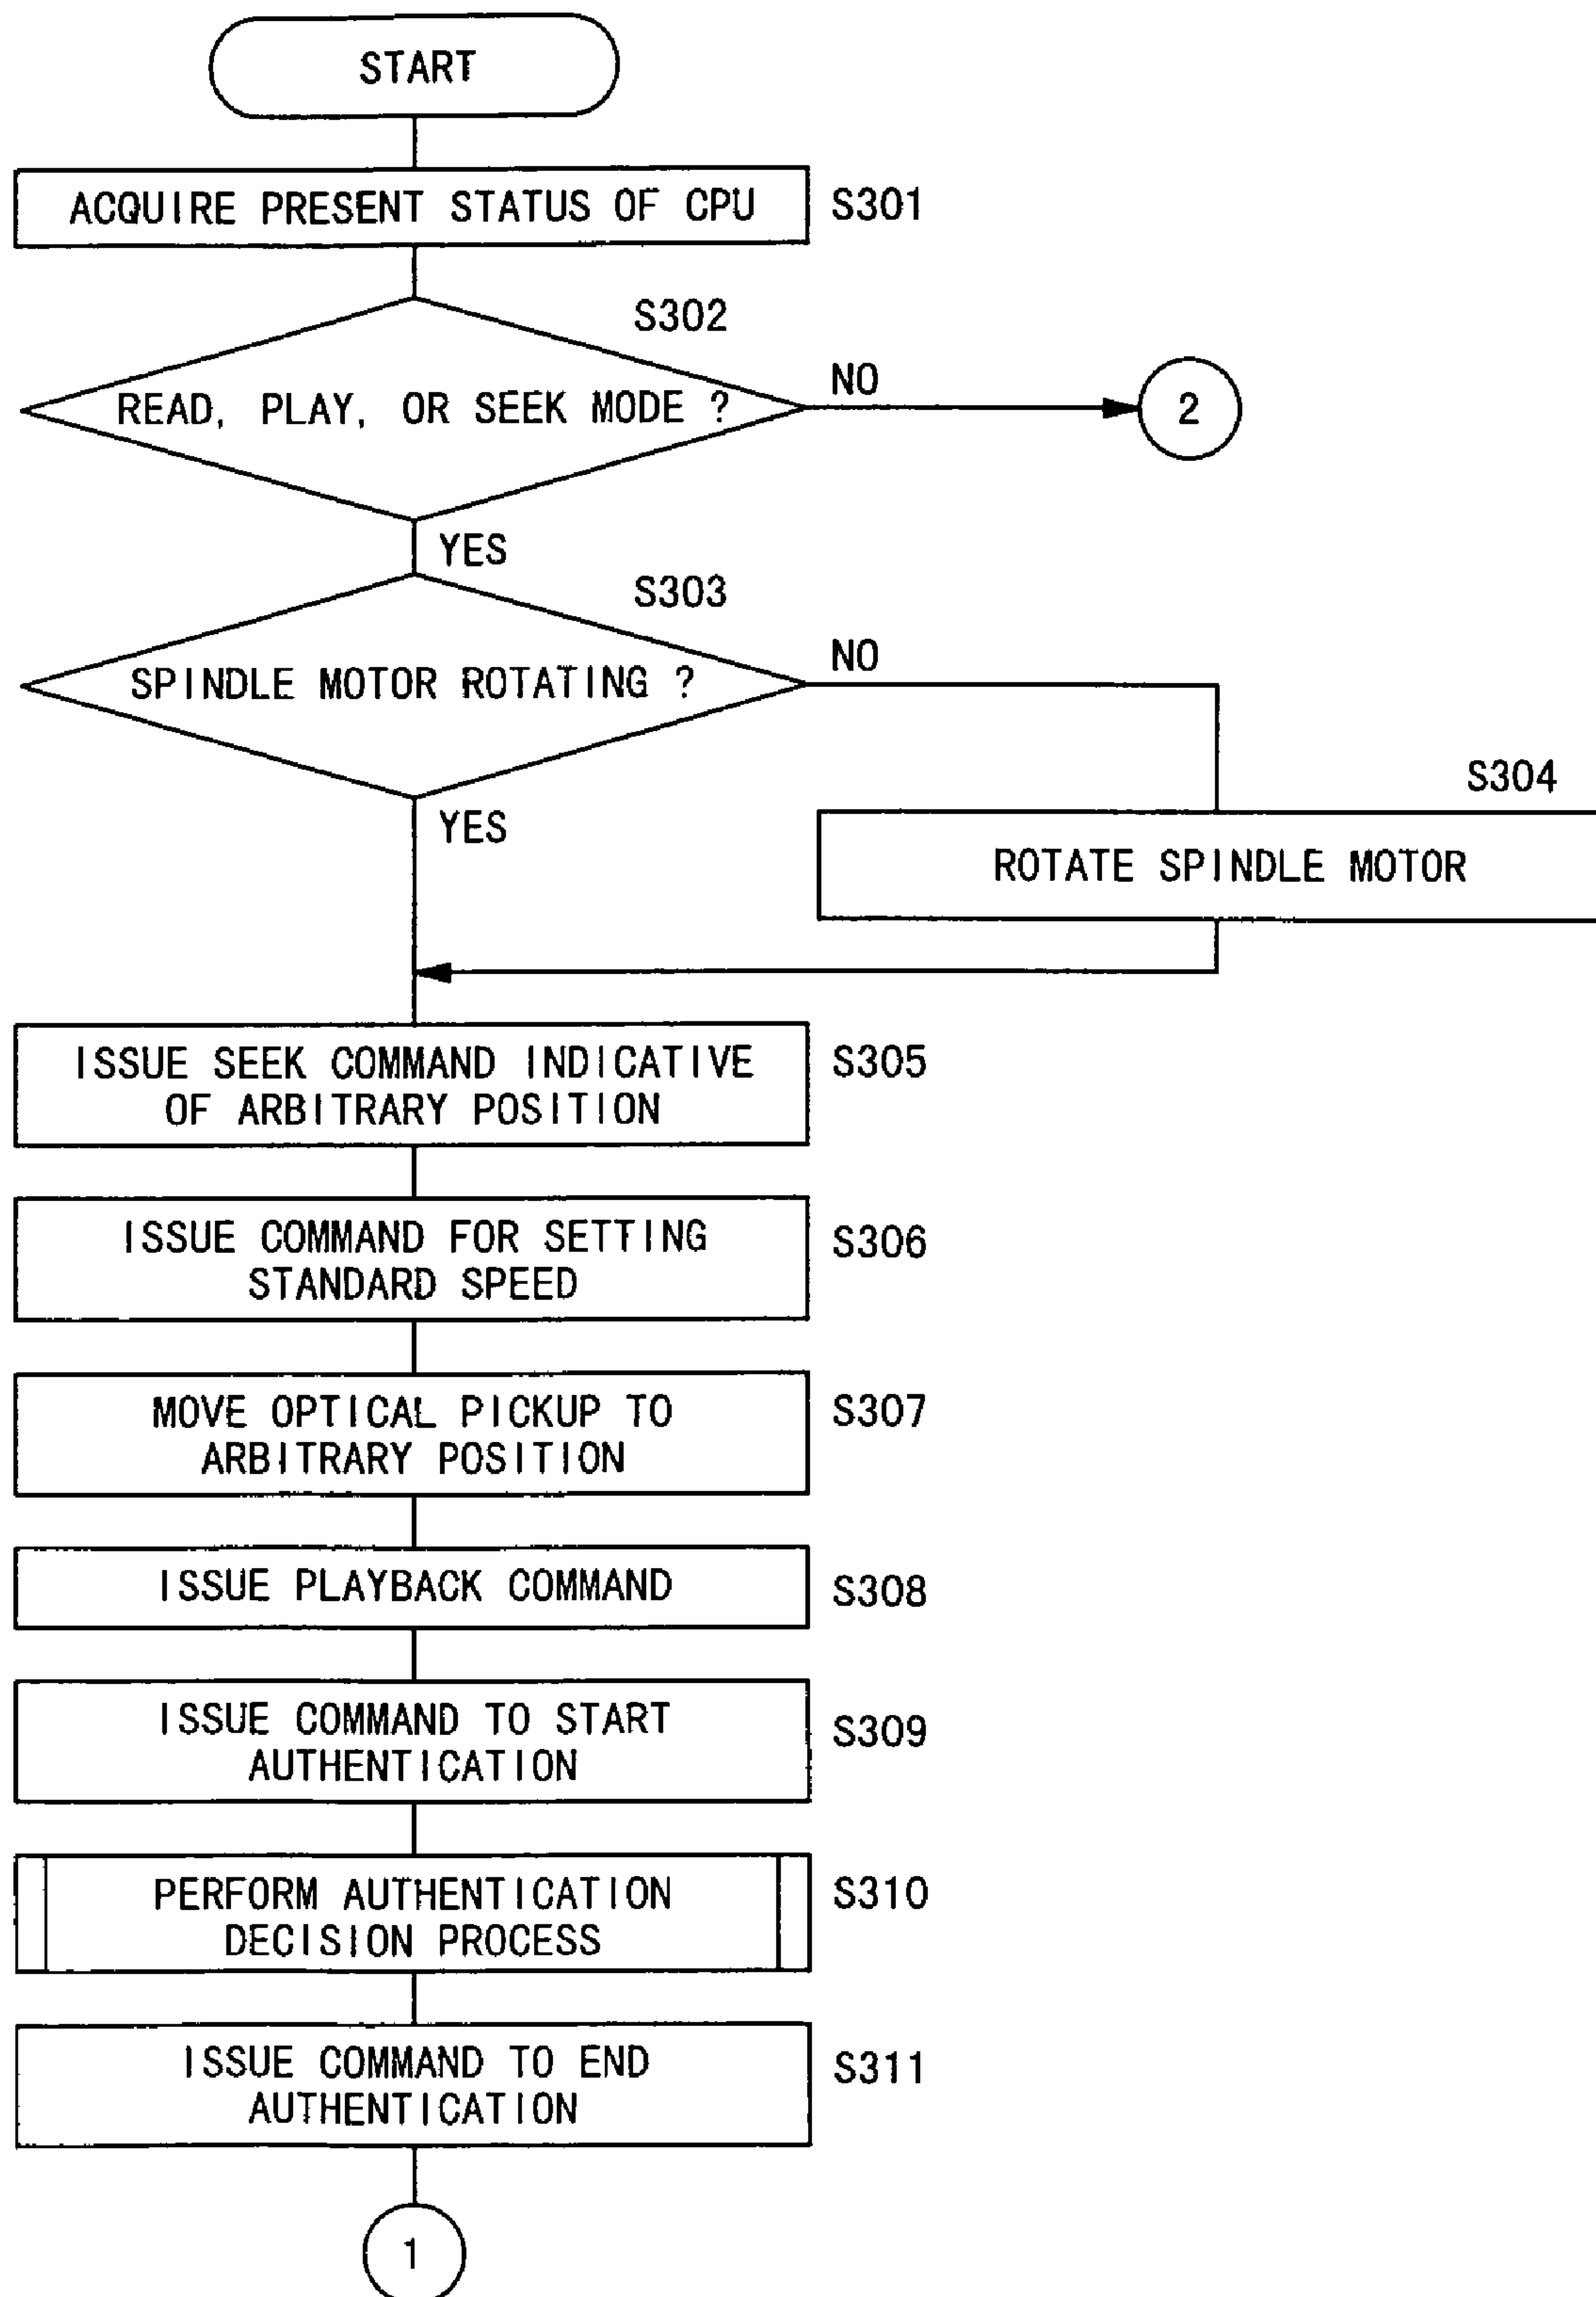 START
ACQUIRE PRESENT STATUS OF CPU
S301
S302
READ, PLAY, OR SEEK MODE ?
NO
2
YES
S303
SPINDLE MOTOR ROTATING ?
NO
YES
S304
ROTATE SPINDLE MOTOR
ISSUE SEEK COMMAND INDICATIVE
OF ARBITRARY POSITION
S305
ISSUE COMMAND FOR SETTING
STANDARD SPEED
S306
MOVE OPTICAL PICKUP TO
ARBITRARY POSITION
S307
ISSUE PLAYBACK COMMAND
S308
ISSUE COMMAND TO START
AUTHENTICATION
S309
PERFORM AUTHENTICATION
DECISION PROCESS
S310
ISSUE COMMAND TO END
AUTHENTICATION
S311
1